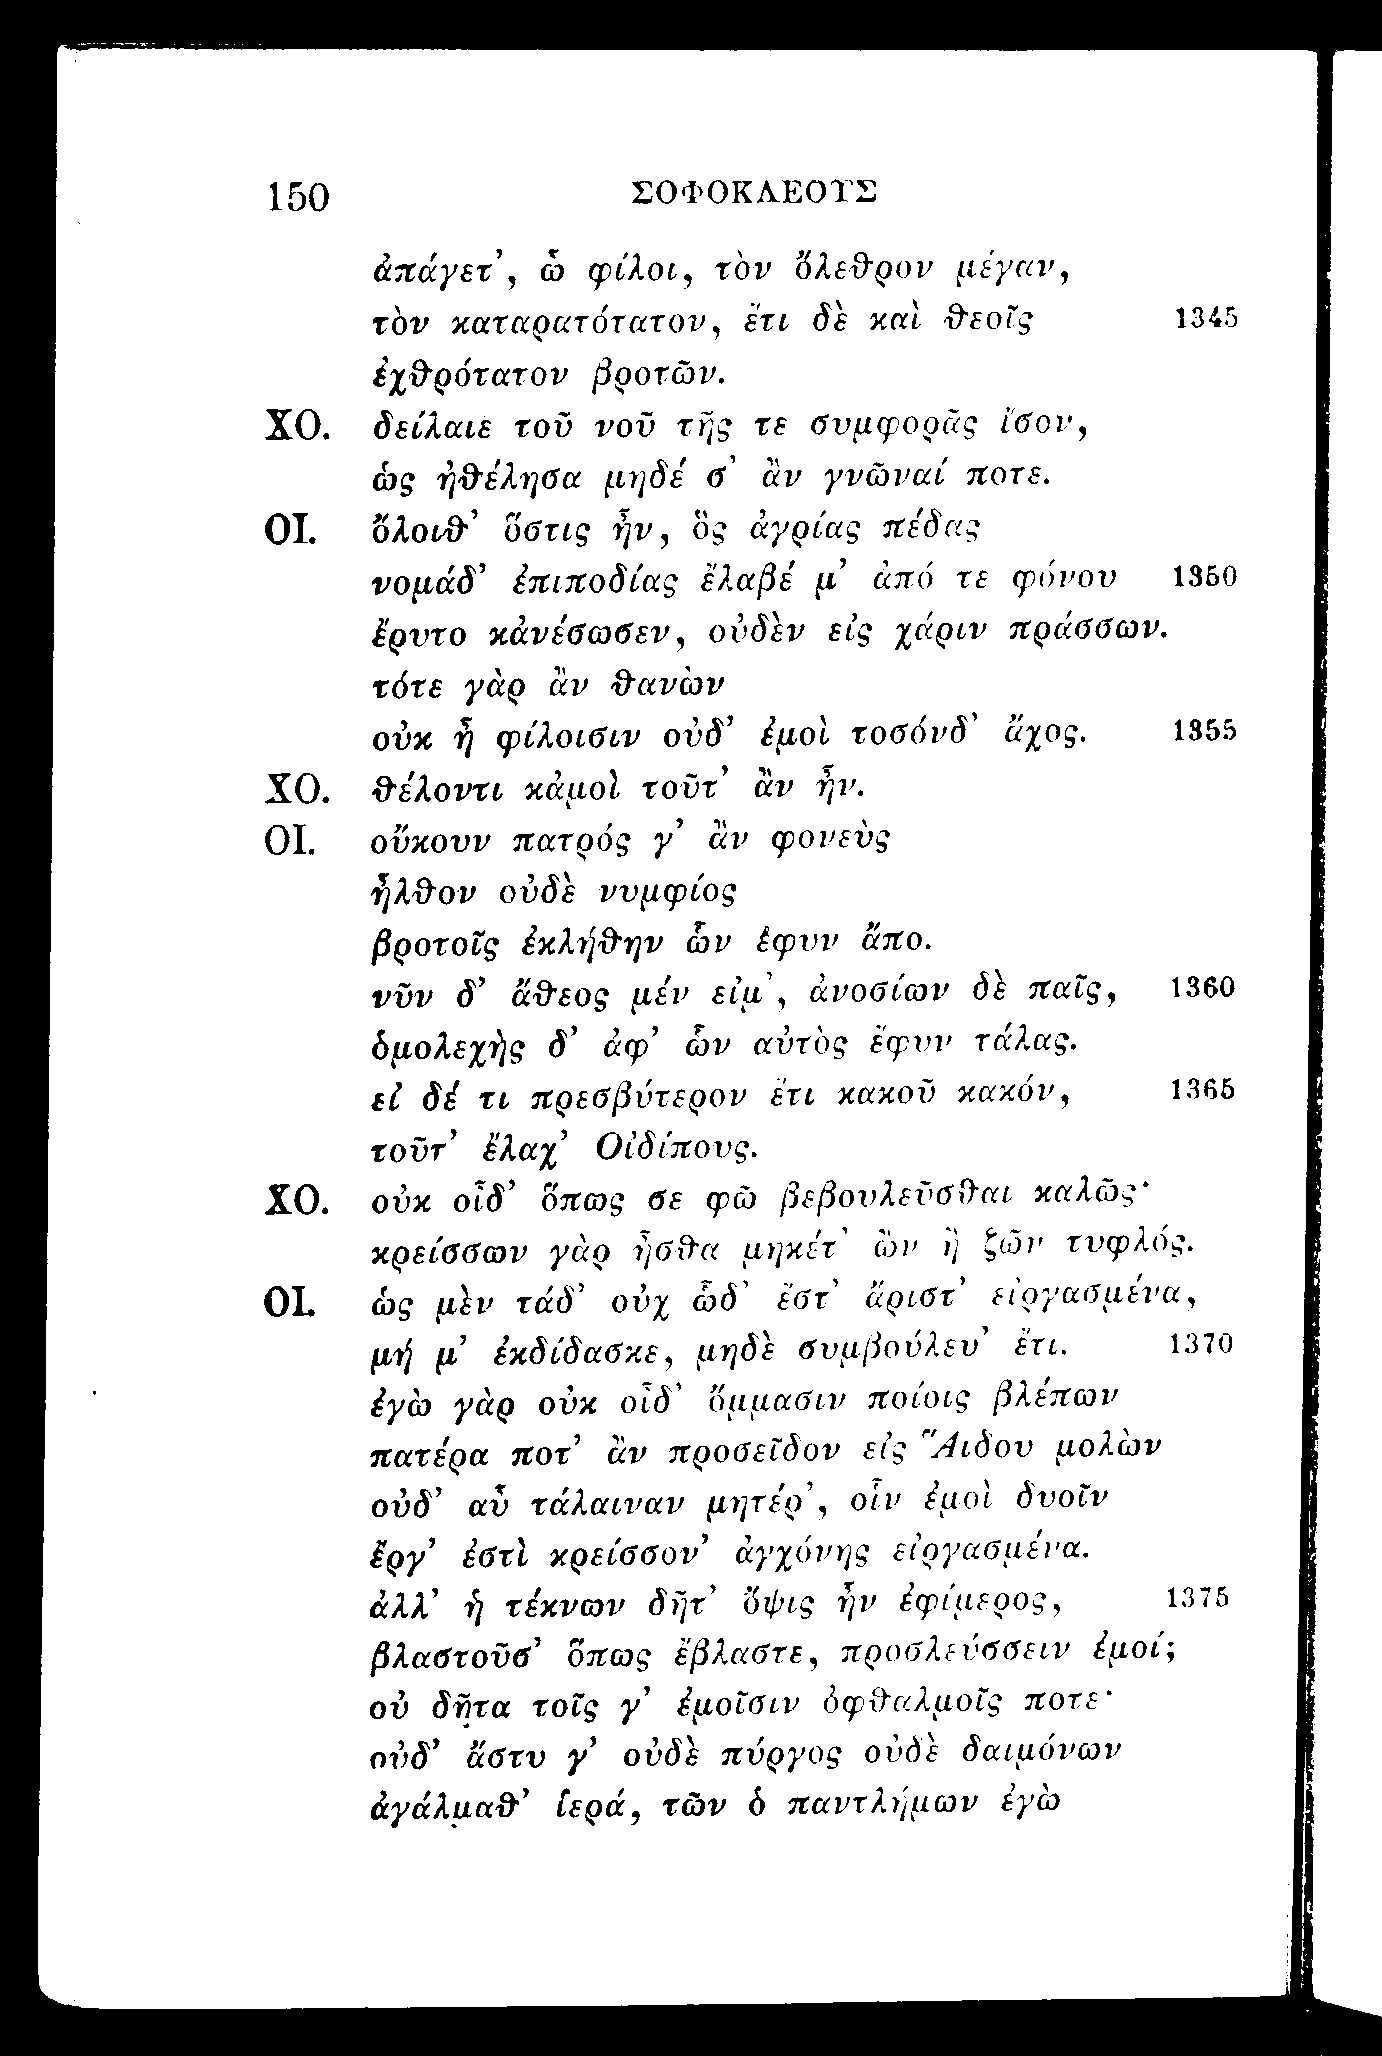 150 ΣΟΦΟΚΛΕΟΥΣ
ἀπάγετ’, ὦ φίλοι, τὸν ὄλεθρον μέγαν,
τὸν καταρατότατον, ἔτι δὲ καὶ θεοῖς 1345
ἐχθρότατον βροτῶν.
ΧΟ. δείλαιε τοῦ νοῦ τῆς τε συμφορᾶς ἴσον,
ὡς ἠθέλησα μηδέ σ’ ἂν γνῶναί ποτε.
ΟΙ. ὄλοιθ’ ὅστις ἦν, ὃς ἀγρίας πέδας
νομάδ’ ἐπιποδίας ἔλαβέ μ’ ἀπό τε φόνου 1350
ἔρυτο κἀνέσωσεν, οὐδὲν εἰς χάριν πράσσων.
τότε γὰρ ἂν θανὼν
οὐκ ἦ φίλοισιν οὐδ’ ἐμοὶ τοσόνδ’ ἄχος. 1355
ΧΟ. θέλοντι κἀμοὶ τοῦτ’ ἂν ἦν.
ΟΙ. οὔκουν πατρός γ’ ἂν φονεὺς
ἦλθον οὐδὲ νυμφίος
βροτοῖς ἐκλήθην ὧν ἔφυν ἄπο.
νῦν δ’ ἄθεος μέν εἰμ’, ἀνοσίων δὲ παῖς, 1360
ὁμολεχὴς δ’ ἀφ’ ὧν αὐτὸς ἔφυν τάλας.
εἰ δέ τι πρεσβύτερον ἔτι κακοῦ κακόν, 1365
τοῦτ’ ἔλαχ’ Οἰδίπους.
ΧΟ. οὐκ οἶδ’ ὅπως σε φῶ βεβουλεῦσθαι καλῶς·
κρείσσων γὰρ ἦσθα μηκέτ’ ὢν ἢ ζῶν τυφλός.
ΟΙ. ὡς μὲν τάδ’ οὐχ ὧδ’ ἔστ’ ἄριστ’ εἰργασμένα,
μή μ’ ἐκδίδασκε, μηδὲ συμβούλευ’ ἔτι. 1370
ἐγὼ γὰρ οὐκ οἶδ’ ὄμμασιν ποίοις βλέπων
πατέρα ποτ’ ἂν προσεῖδον εἰς Ἅιδου μολὼν
οὐδ’ αὖ τάλαιναν μητέρ’, οἷν ἐμοὶ δυοῖν
ἔργ’ ἐστὶ κρείσσον’ ἀγχόνης εἰργασμένα.
ἀλλ’ ἡ τέκνων δῆτ’ ὄψις ἦν ἐφίμερος, 1375
βλαστοῦσ’ ὅπως ἔβλαστε, προσλεύσσειν ἐμοί;
οὐ δῆτα τοῖς γ’ ἐμοῖσιν ὀφθαλμοῖς ποτε·
οὐδ’ ἄστυ γ’ οὐδὲ πύργος οὐδὲ δαιμόνων
ἀγάλμαθ’ ἱερά, τῶν ὁ παντλήμων ἐγὼ